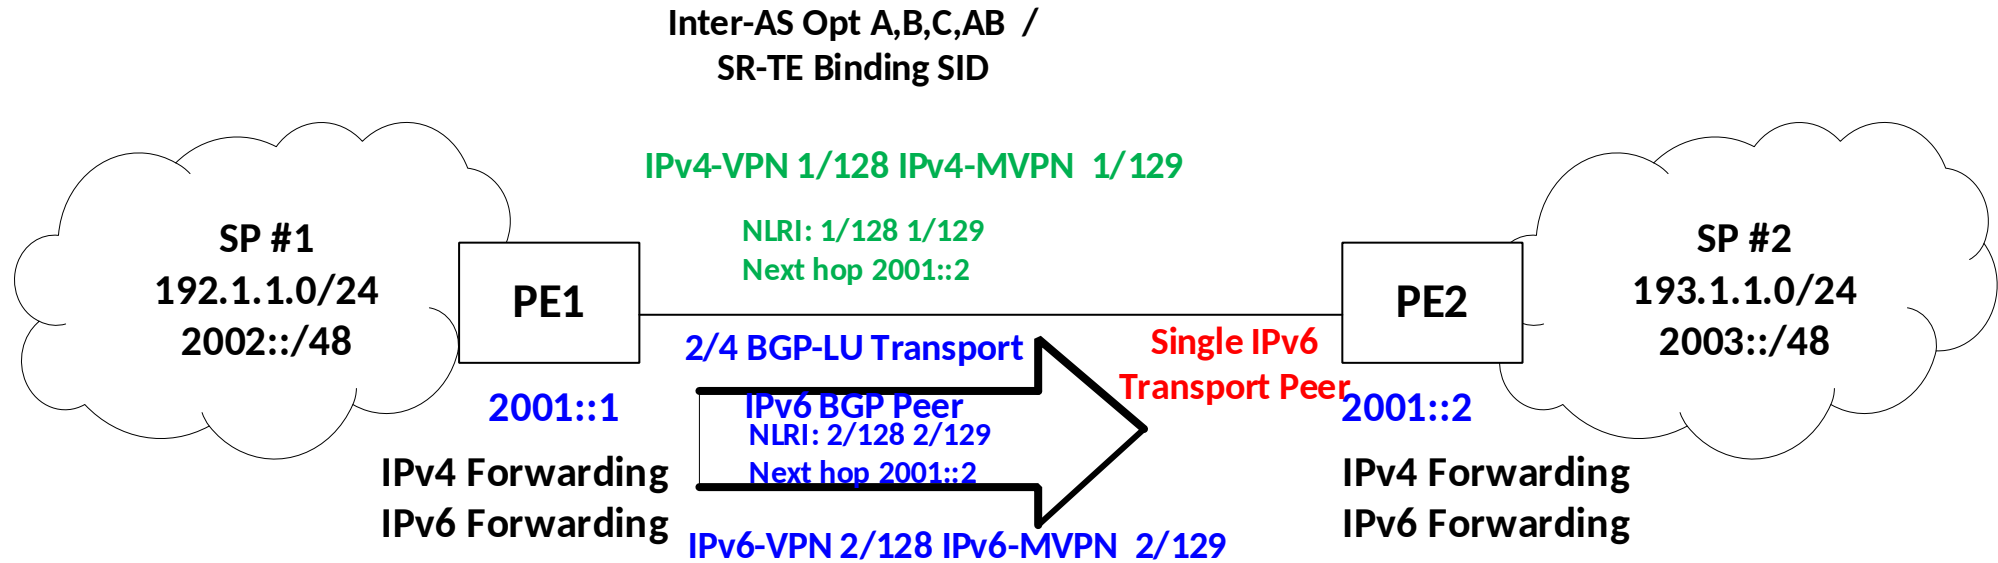 Inter-AS Opt A,B,C,AB /
SR-TE Binding SID
IPv4-VPN 1/128 IPv4-MVPN 1/129
SP #1
192.1.1.0/24
2002::/48
PE1
NLRI: 1/128 1/129
Next hop 2001::2
PE2
SP #2
193.1.1.0/24
2003::/48
2/4 BGP-LU Transport
Single IPv6
Transport Peer
2001::1
IPv6 BGP Peer
NLRI: 2/128 2/129
Next hop 2001::2
2001::2
IPv4 Forwarding
IPv6 Forwarding
IPv4 Forwarding
IPv6 Forwarding
IPv6-VPN 2/128 IPv6-MVPN 2/129